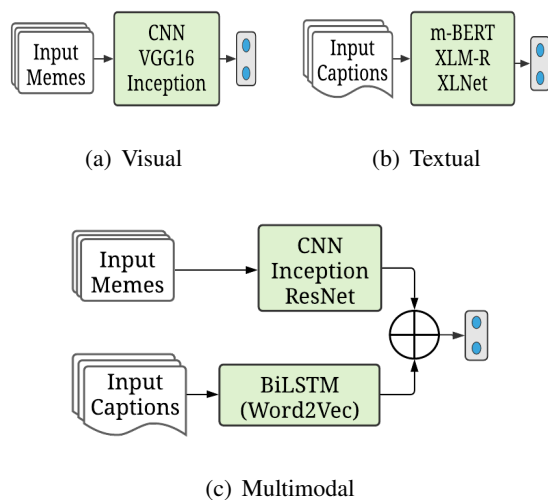 Input
Memes
CNN
VGG16
Inception
Input
Captions
m-BERT
XLM-R
XLNet
(a) Visual
(b) Textual
Input
Memes
CNN
Inception
ResNet
Input
Captions
BiLSTM
(Word2Vec)
(c) Multimodal